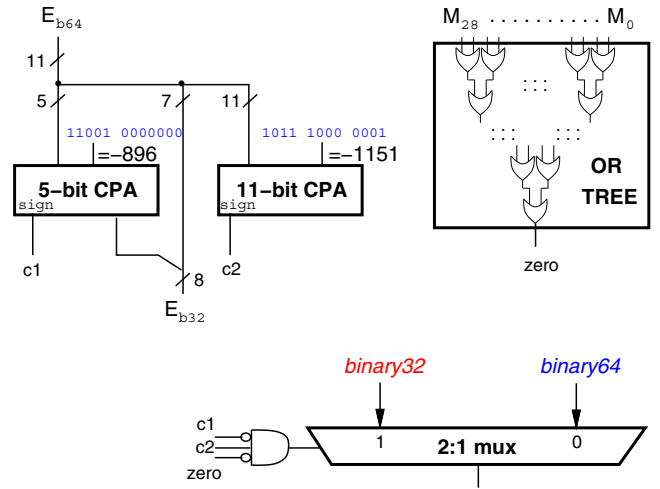 E_b64
11
5
7
11
11001 0000000
=−896
1011 1000 0001
=−1151
5−bit CPA
sign
11−bit CPA
sign
c1
c2
8
E_b32
M_28 .......... M_0
:::
::: :::
OR
TREE
zero
binary32
binary64
c1
c2
zero
1
2:1 mux
0